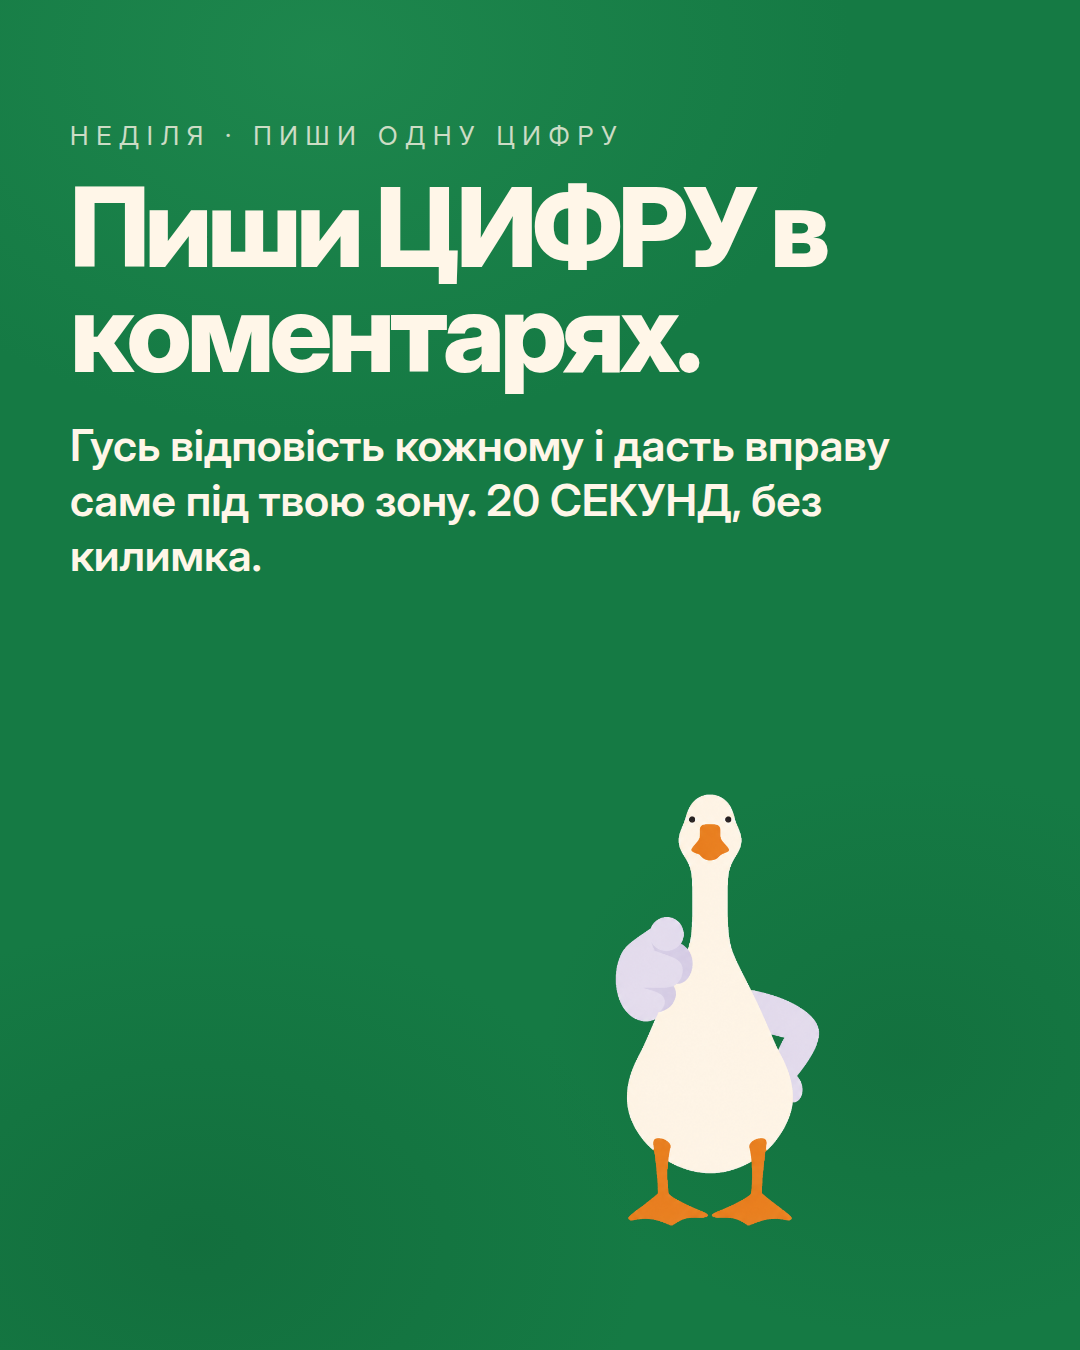 НЕДІЛЯ · ПИШИ ОДНУ ЦИФРУ
Пиши ЦИФРУ в
коментарях.
Гусь відповість кожному і дасть вправу
саме під твою зону. 20 СЕКУНД, без
килимка.